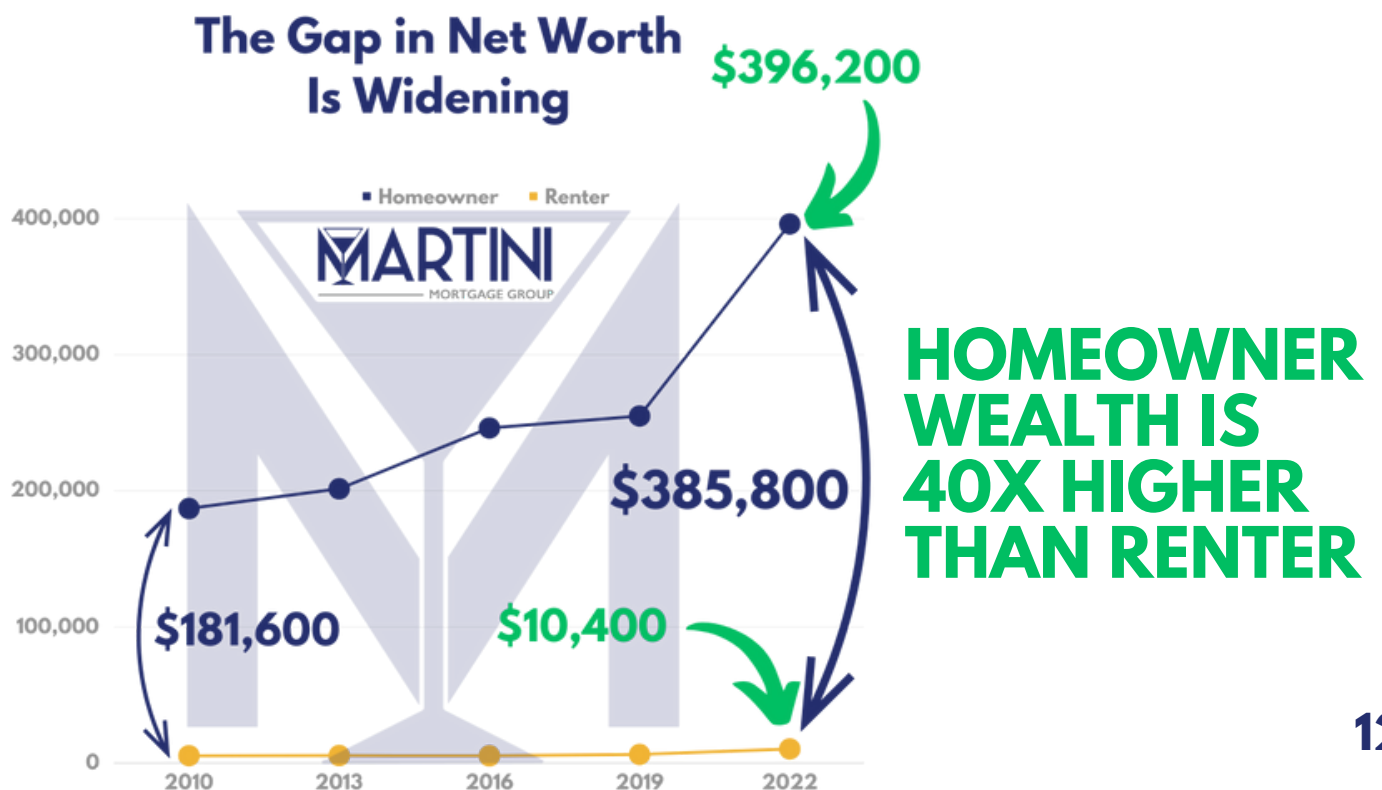 The Gap in Net Worth
Is Widening
$396,200
Homeowner Renter
400,000
MARTINI
MORTGAGE GROUP
300,000
HOMEOWNER
WEALTH IS
40X HIGHER
THAN RENTER
200,000
$385,800
100,000
$181,600
$10,400
0
2010 2013 2016 2019 2022